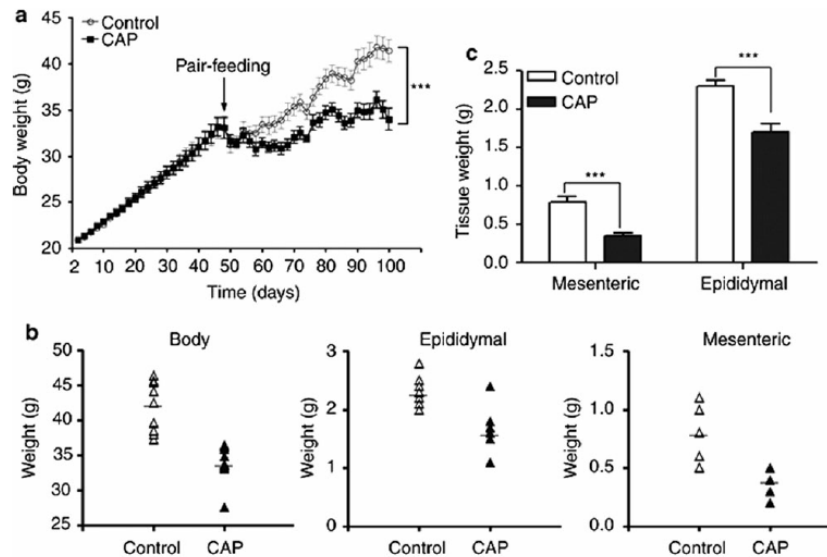 a
Control
CAP
Pair-feeding
***
Body weight (g)
45
40
35
30
25
20
2 10 20 30 40 50 60 70 80 90 100
Time (days)
c
Control
CAP
***
***
Tissue weight (g)
2.5
2.0
1.5
1.0
0.5
0.0
Mesenteric Epididymal
b
Body
Weight (g)
50
45
40
35
30
25
Control CAP
Epididymal
Weight (g)
3
2
1
0
Control CAP
Mesenteric
Weight (g)
1.5
1.0
0.5
0.0
Control CAP